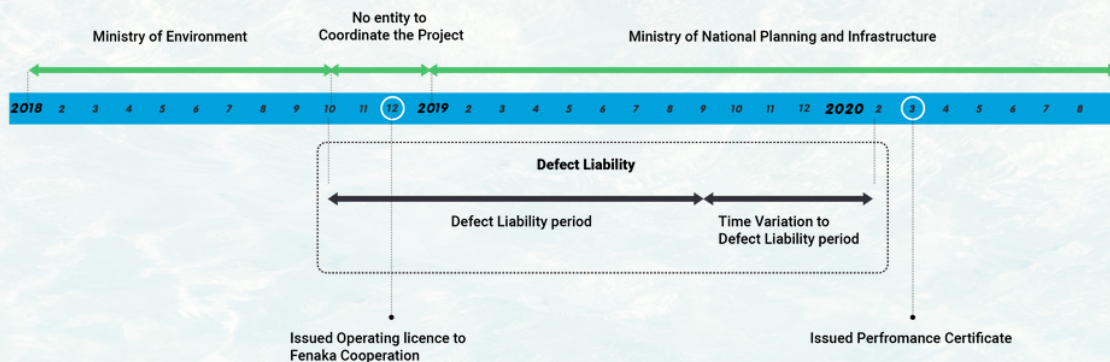 No entity to
Coordinate the Project
Ministry of Environment
Ministry of National Planning and Infrastructure
2018 2 3 4 5 6 7 8 9 10 11 12 2019 2 3 4 5 6 7 8 9 10 11 12 2020 2 3 4 5 6 7 8
Defect Liability
Defect Liability period
Time Variation to
Defect Liability period
Issued Operating licence to
Fenaka Cooperation
Issued Perfromance Certificate